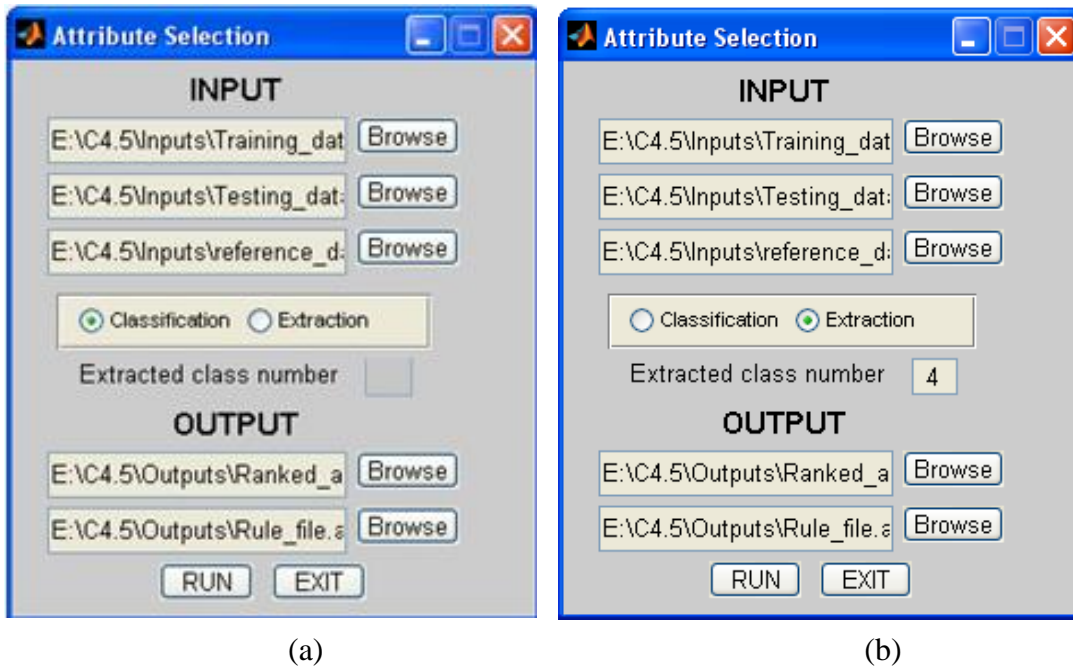 Attribute Selection
INPUT
E:\C4.5\Inputs\Training_dat Browse
E:\C4.5\Inputs\Testing_dat Browse
E:\C4.5\Inputs\reference_d Browse
Classification Extraction
Extracted class number
OUTPUT
E:\C4.5\Outputs\Ranked_a Browse
E:\C4.5\Outputs\Rule_file.a Browse
RUN EXIT
(a)
Attribute Selection
INPUT
E:\C4.5\Inputs\Training_dat Browse
E:\C4.5\Inputs\Testing_dat Browse
E:\C4.5\Inputs\reference_d Browse
Classification Extraction
Extracted class number 4
OUTPUT
E:\C4.5\Outputs\Ranked_a Browse
E:\C4.5\Outputs\Rule_file.a Browse
RUN EXIT
(b)